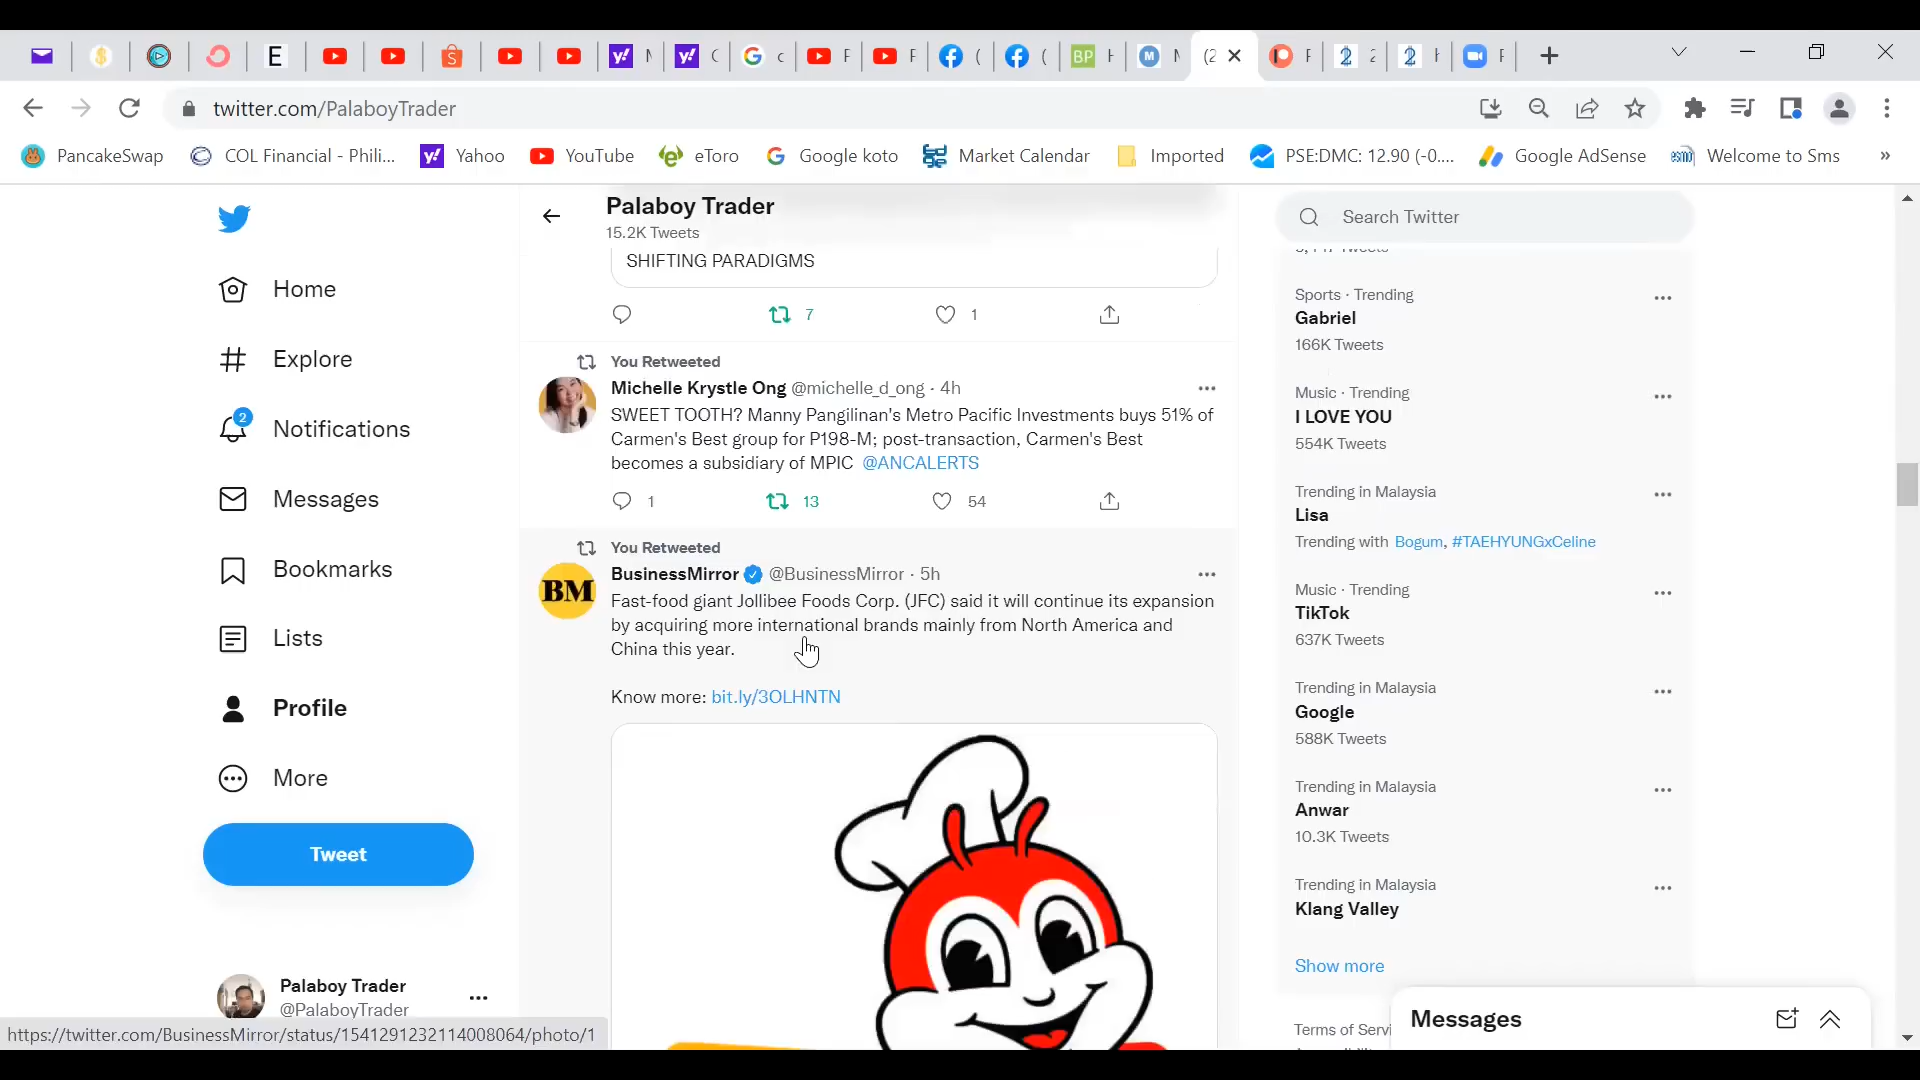 E
M
C
c
F
F
(
(
BP
H
M
M
(2
F
2
2
F
twitter.com/PalaboyTrader
PancakeSwap
COL Financial - Phili...
Yahoo
YouTube
eToro
Google koto
Market Calendar
Imported
PSE:DMC: 12.90 (-0....
Google AdSense
Welcome to Sms
»
Home
Explore
2
Notifications
Messages
Bookmarks
Lists
Profile
More
Tweet
Palaboy Trader
@PalaboyTrader
https://twitter.com/BusinessMirror/status/1541291232114008064/photo/1
Palaboy Trader
15.2K Tweets
SHIFTING PARADIGMS
7
1
You Retweeted
Michelle Krystle Ong @michelle_d_ong · 4h
SWEET TOOTH? Manny Pangilinan's Metro Pacific Investments buys 51% of
Carmen's Best group for P198-M; post-transaction, Carmen's Best
becomes a subsidiary of MPIC @ANCALERTS
1
13
54
You Retweeted
BM
BusinessMirror @BusinessMirror · 5h
Fast-food giant Jollibee Foods Corp. (JFC) said it will continue its expansion
by acquiring more international brands mainly from North America and
China this year.
Know more: bit.ly/3OLHNTN
Search Twitter
Sports · Trending
Gabriel
166K Tweets
Music · Trending
I LOVE YOU
554K Tweets
Trending in Malaysia
Lisa
Trending with Bogum, #TAEHYUNGxCeline
Music · Trending
TikTok
637K Tweets
Trending in Malaysia
Google
588K Tweets
Trending in Malaysia
Anwar
10.3K Tweets
Trending in Malaysia
Klang Valley
Show more
Terms of Servi
Messages